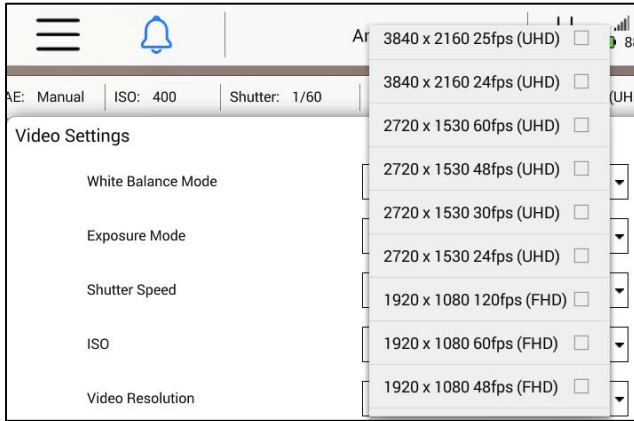 Ar
88
AE: Manual
ISO: 400
Shutter: 1/60
(UH
Video Settings
White Balance Mode
Exposure Mode
Shutter Speed
ISO
Video Resolution
3840 x 2160 25fps (UHD)
3840 x 2160 24fps (UHD)
2720 x 1530 60fps (UHD)
2720 x 1530 48fps (UHD)
2720 x 1530 30fps (UHD)
2720 x 1530 24fps (UHD)
1920 x 1080 120fps (FHD)
1920 x 1080 60fps (FHD)
1920 x 1080 48fps (FHD)